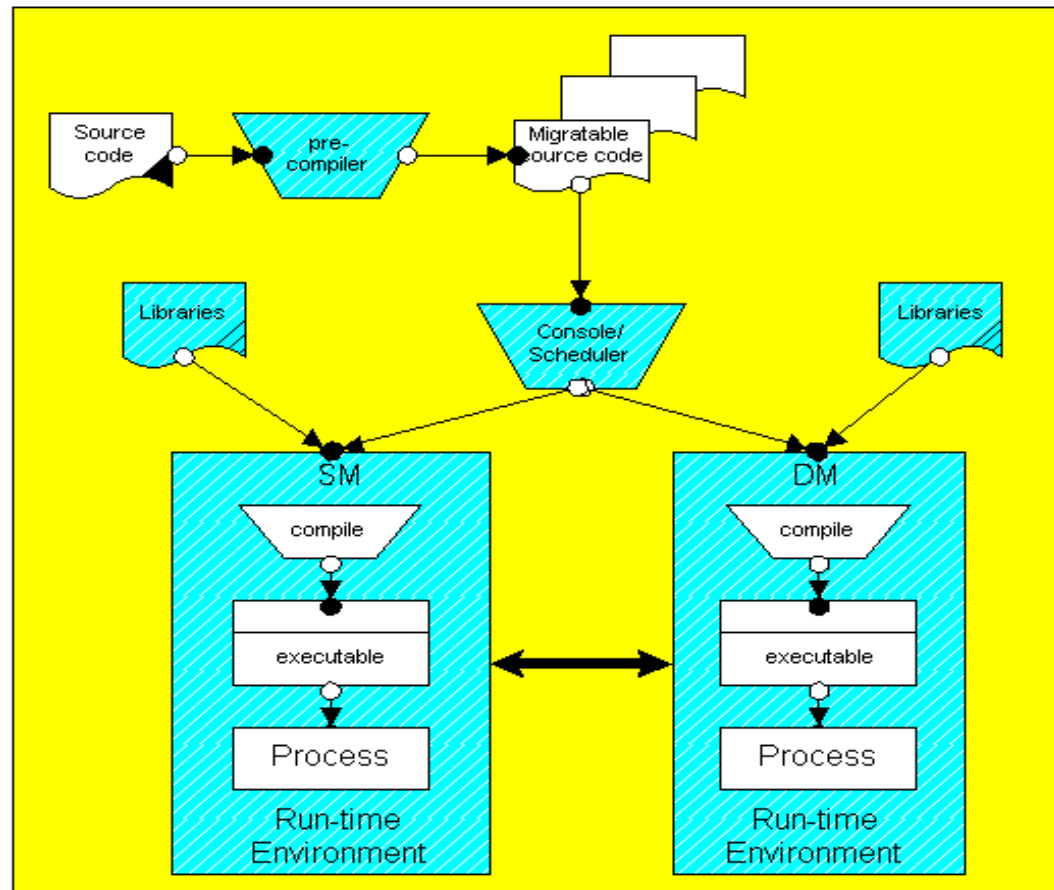 Source
code
pre-
compiler
Migratable
source code
Libraries
Console/
Scheduler
Libraries
SM
compile
executable
Process
Run-time
Environment
DM
compile
executable
Process
Run-time
Environment